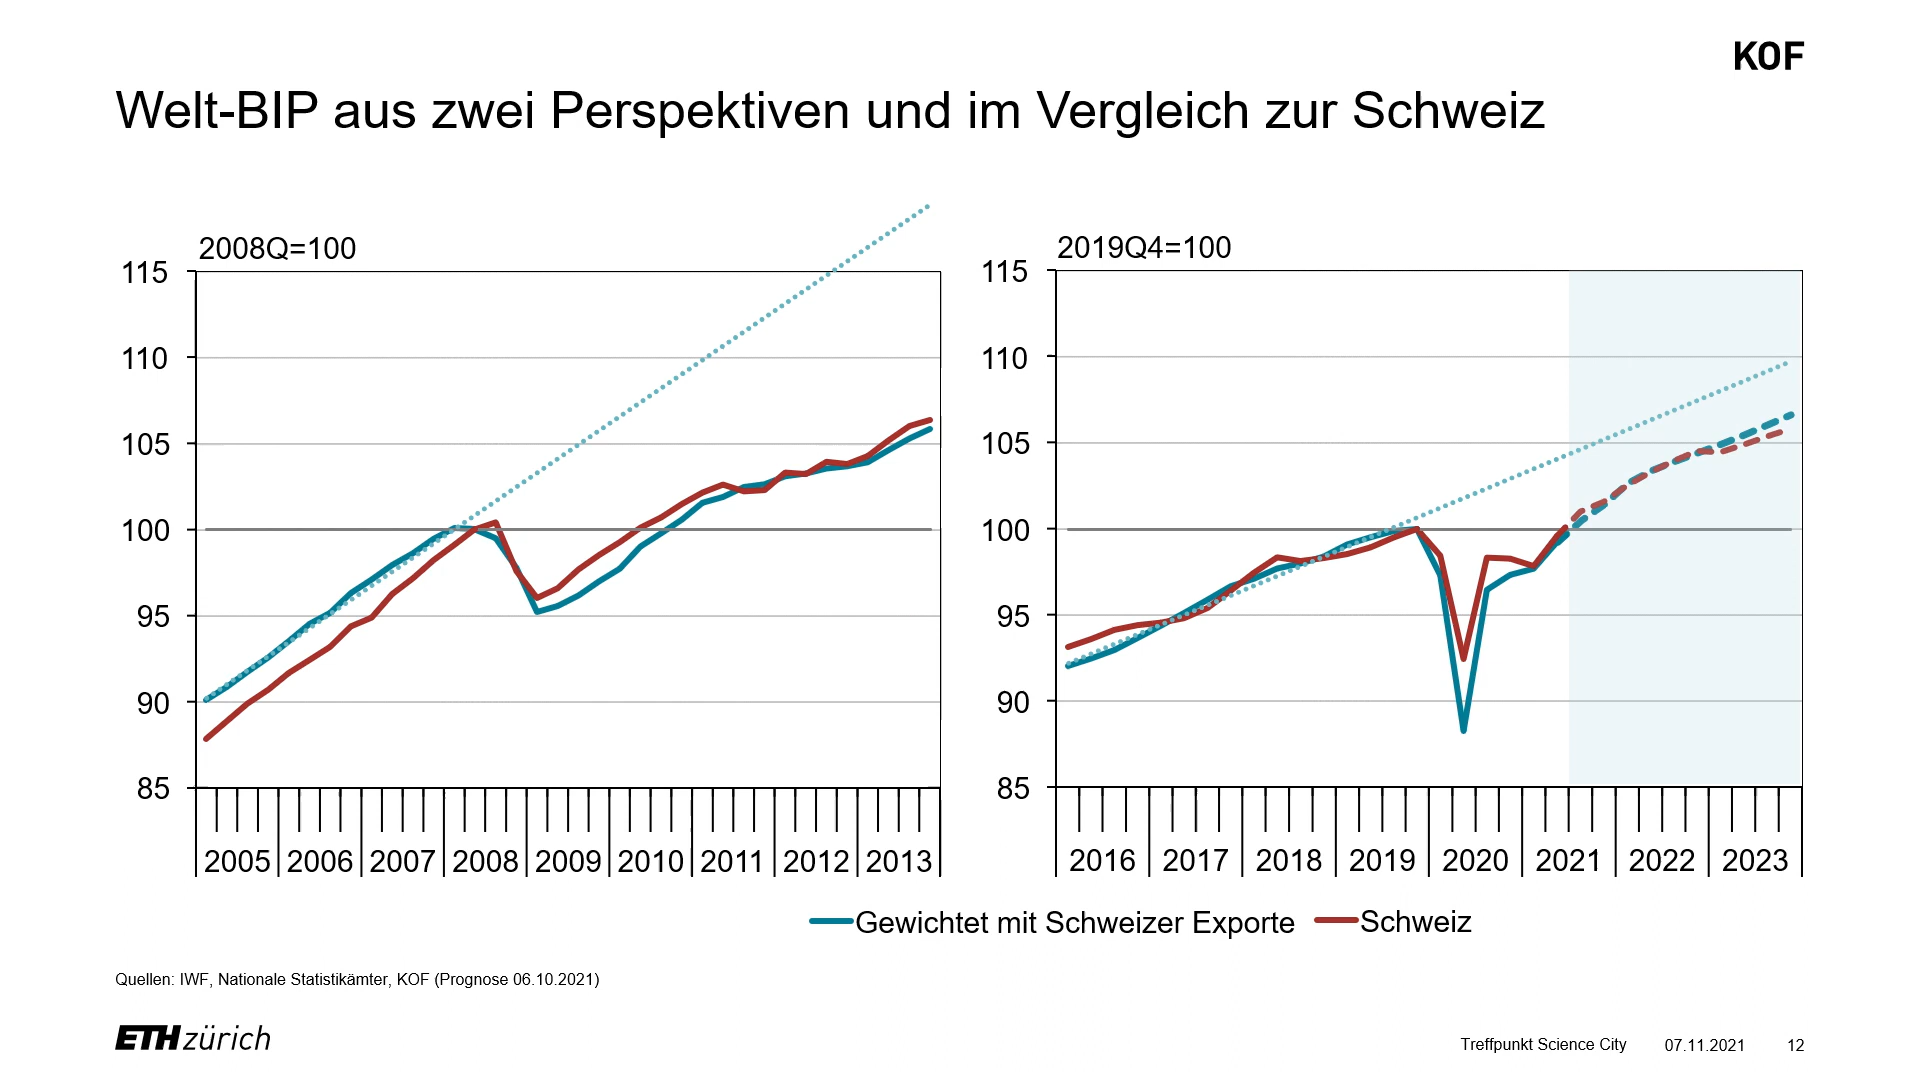 KOF
Welt-BIP aus zwei Perspektiven und im Vergleich zur Schweiz
2008Q=100
115
110
105
100
95
90
85
2005 2006 2007 2008 2009 2010 2011 2012 2013
2019Q4=100
115
110
105
100
95
90
85
2016 2017 2018 2019 2020 2021 2022 2023
Gewichtet mit Schweizer Exporte Schweiz
Quellen: IWF, Nationale Statistikämter, KOF (Prognose 06.10.2021)
ETH zürich
Treffpunkt Science City 07.11.2021 12